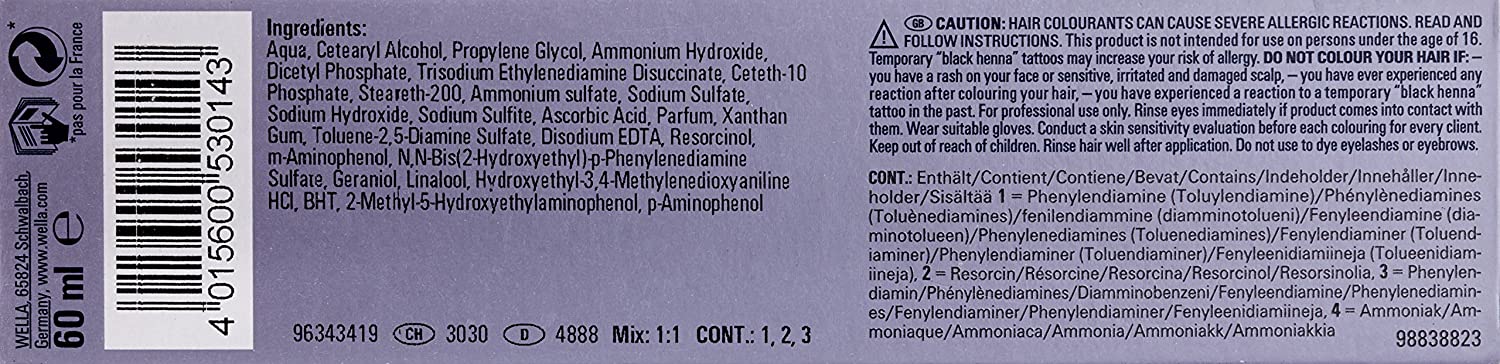 *
*pas pour la France
WELLA, 65824 Schwalbach
Germany, www.wella.com
60 ml ℮
4 015600 530143
Ingredients:
Aqua, Cetearyl Alcohol, Propylene Glycol, Ammonium Hydroxide,
Dicetyl Phosphate, Trisodium Ethylenediamine Disuccinate, Ceteth-10
Phosphate, Steareth-200, Ammonium sulfate, Sodium Sulfate,
Sodium Hydroxide, Sodium Sulfite, Ascorbic Acid, Parfum, Xanthan
Gum, Toluene-2,5-Diamine Sulfate, Disodium EDTA, Resorcinol,
m-Aminophenol, N,N-Bis(2-Hydroxyethyl)-p-Phenylenediamine
Sulfate, Geraniol, Linalool, Hydroxyethyl-3,4-Methylenedioxyaniline
HCl, BHT, 2-Methyl-5-Hydroxyethylaminophenol, p-Aminophenol
96343419 CH 3030 D 4888 Mix: 1:1 CONT.: 1, 2, 3
GB CAUTION: HAIR COLOURANTS CAN CAUSE SEVERE ALLERGIC REACTIONS. READ AND
FOLLOW INSTRUCTIONS. This product is not intended for use on persons under the age of 16.
Temporary "black henna" tattoos may increase your risk of allergy. DO NOT COLOUR YOUR HAIR IF: –
you have a rash on your face or sensitive, irritated and damaged scalp, – you have ever experienced any
reaction after colouring your hair, – you have experienced a reaction to a temporary "black henna"
tattoo in the past. For professional use only. Rinse eyes immediately if product comes into contact with
them. Wear suitable gloves. Conduct a skin sensitivity evaluation before each colouring for every client.
Keep out of reach of children. Rinse hair well after application. Do not use to dye eyelashes or eyebrows.
CONT.: Enthält/Contient/Contiene/Bevat/Contains/Indeholder/Innehåller/Inne-
holder/Sisältää 1 = Phenylendiamine (Toluylendiamine)/Phénylènediamines
(Toluènediamines)/fenilendiammine (diamminotolueni)/Fenyleendiamine (dia-
minotolueen)/Phenylenediamines (Toluenediamines)/Fenylendiaminer (Toluend-
iaminer)/Phenylendiaminer (Toluendiaminer)/Fenyleenidiamiineja (Tolueenidiam-
iineja), 2 = Resorcin/Résorcine/Resorcina/Resorcinol/Resorsinolia, 3 = Phenylen-
diamin/Phénylènediamines/Diamminobenzeni/Fenyleendiamine/Phenylenediamin-
es/Fenylendiaminer/Phenylendiaminer/Fenyleenidiamiineja, 4 = Ammoniak/Am-
moniaque/Ammoniaca/Ammonia/Ammoniakk/Ammoniakkia
98838823